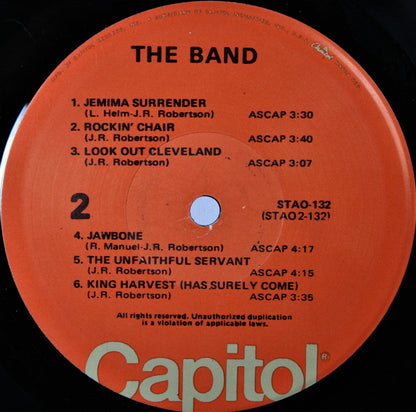 THE BAND
1. JEMIMA SURRENDER
(L. Helm-J.R. Robertson) ASCAP 3:30
2. ROCKIN' CHAIR
(J.R. Robertson) ASCAP 3:40
3. LOOK OUT CLEVELAND
(J.R. Robertson) ASCAP 3:07
2
STAO-132
(STAO 2-132)
4. JAWBONE
(R. Manuel-J.R. Robertson) ASCAP 4:17
5. THE UNFAITHFUL SERVANT
(J.R. Robertson) ASCAP 4:15
6. KING HARVEST (HAS SURELY COME)
(J.R. Robertson) ASCAP 3:35
All rights reserved. Unauthorized duplication
is a violation of applicable laws.
Capitol